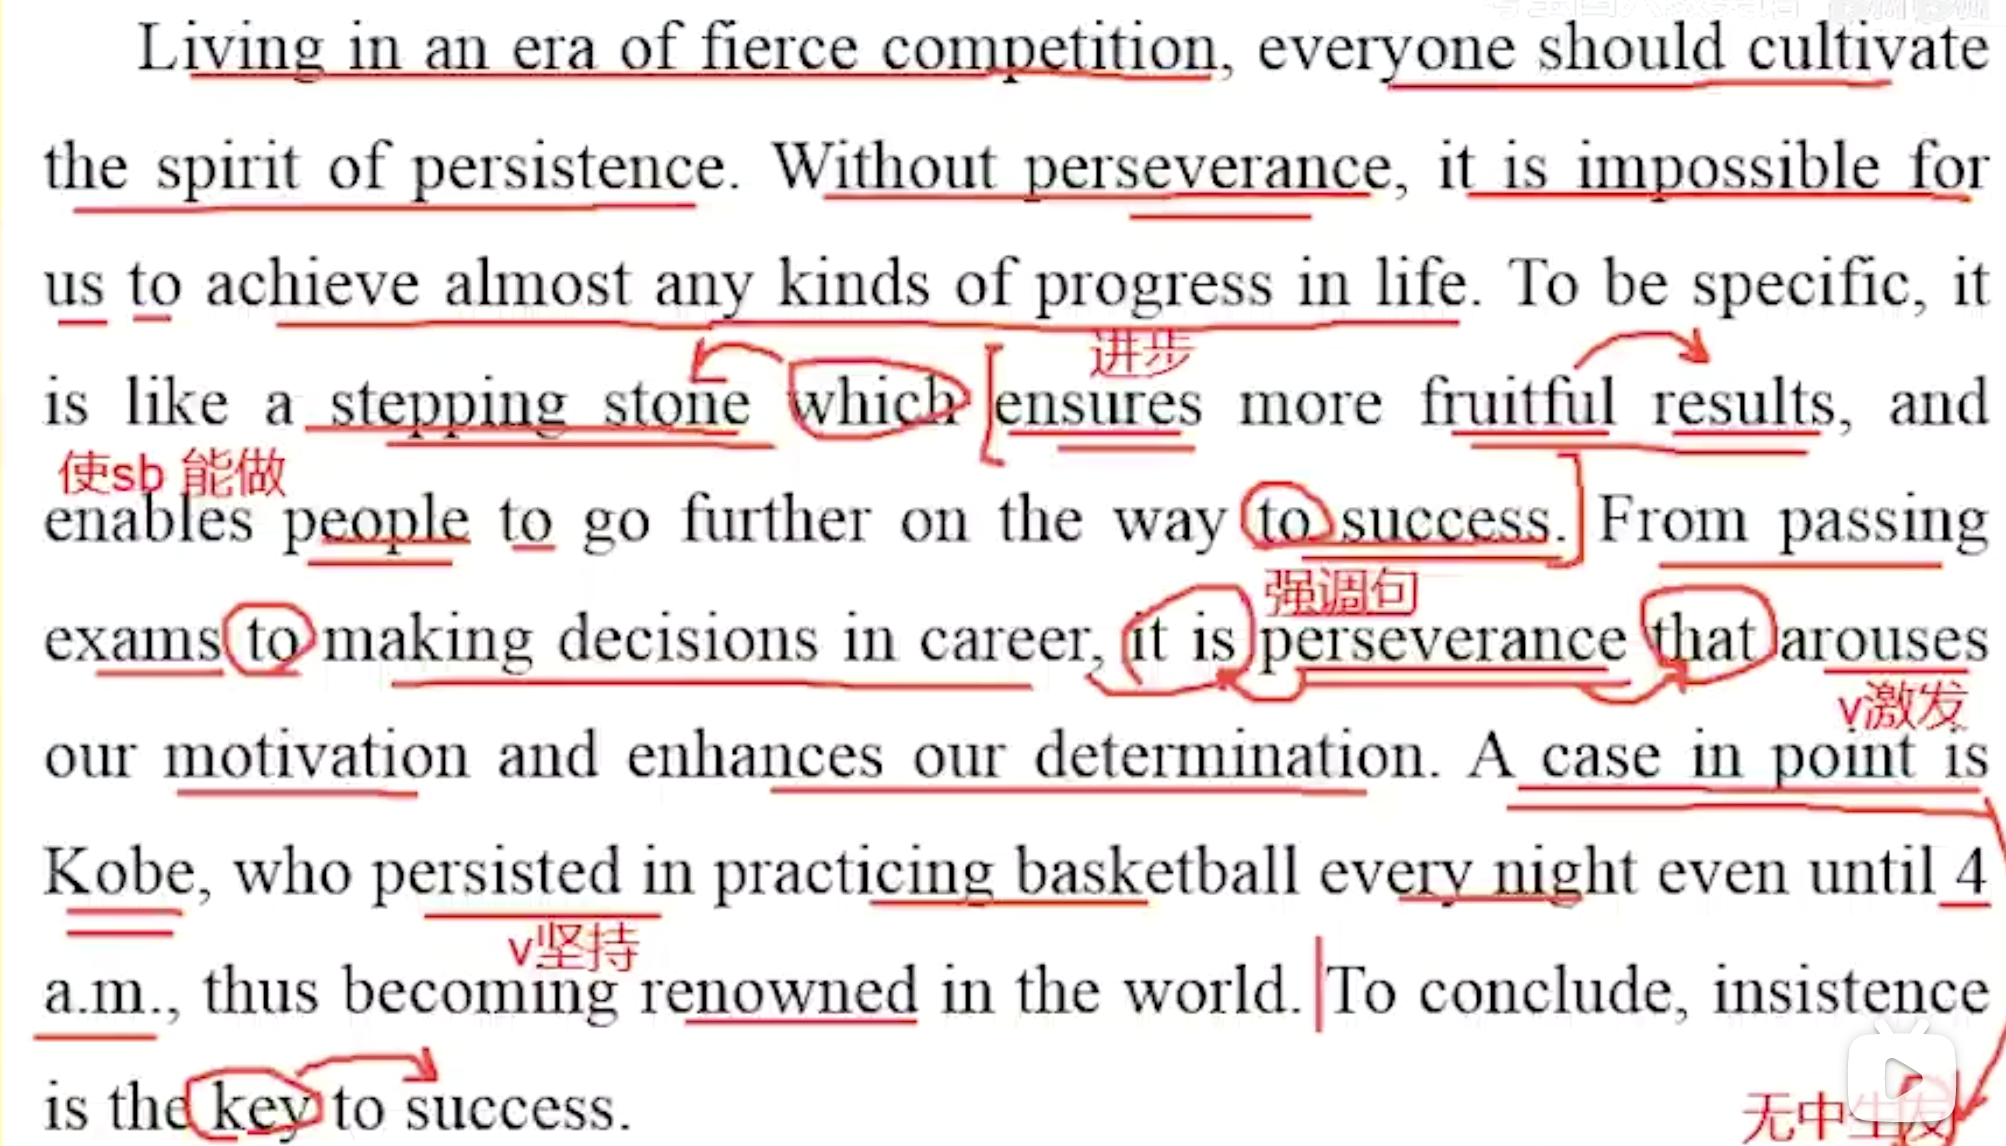 Living in an era of fierce competition, everyone should cultivate
the spirit of persistence. Without perseverance, it is impossible for
us to achieve almost any kinds of progress in life. To be specific, it
进步
is like a stepping stone which ensures more fruitful results, and
使sb 能做
enables people to go further on the way to success. From passing
强调句
exams to making decisions in career, it is perseverance that arouses
v激发
our motivation and enhances our determination. A case in point is
Kobe, who persisted in practicing basketball every night even until 4
v坚持
a.m., thus becoming renowned in the world. To conclude, insistence
is the key to success.
无中生